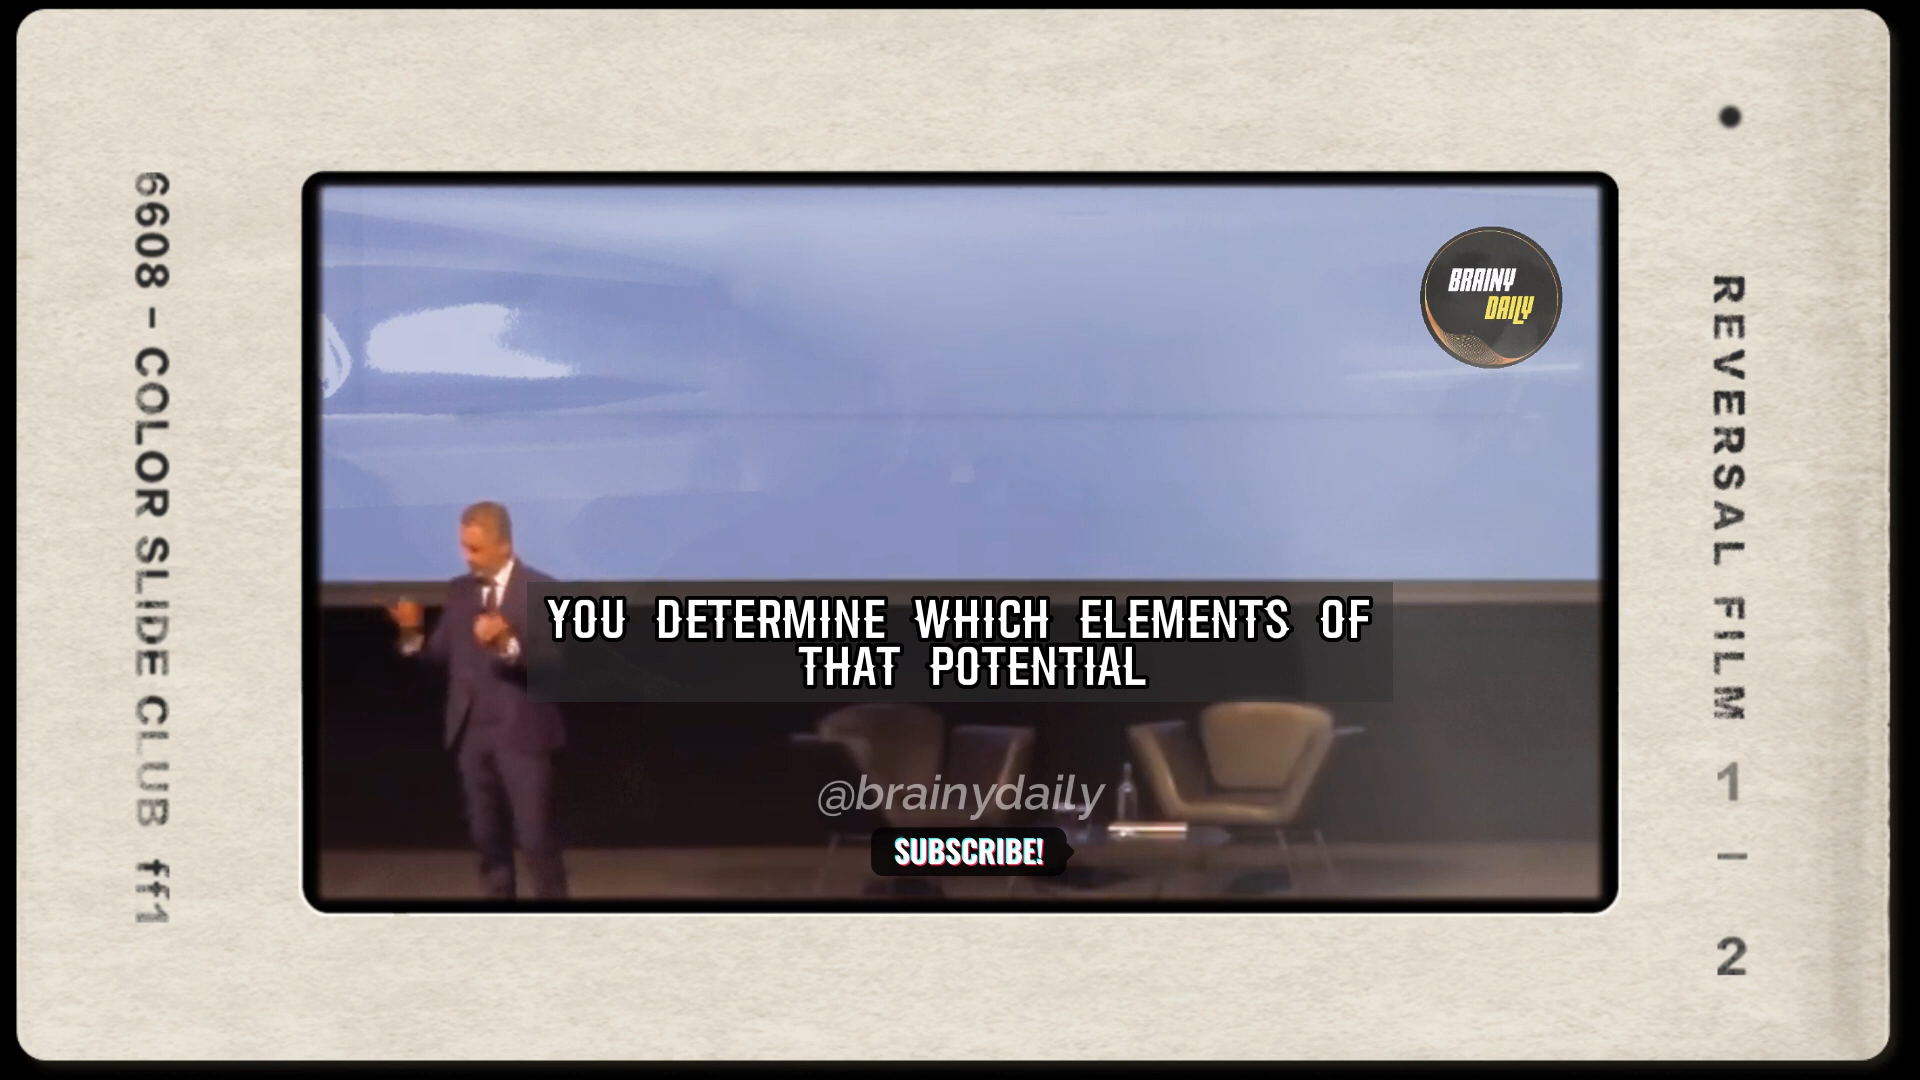 6608 - COLOR SLIDE CLUB ff1
BRAINY
DAILY
YOU DETERMINE WHICH ELEMENTS OF
THAT POTENTIAL
@brainydaily
SUBSCRIBE!
REVERSAL FILM 1 - 2